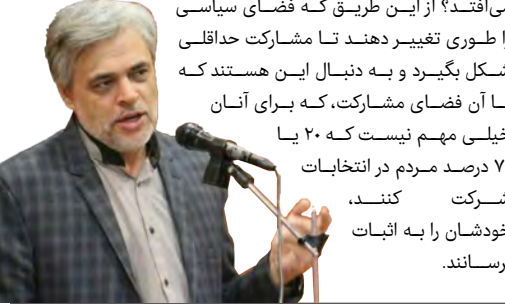 می‌افتد؟ از این طریق که فضای سیاسی
را طوری تغییر دهند تا مشارکت حداقلی
شکل بگیرد و به دنبال این هستند که
با آن فضای مشارکت، که برای آنان
خیلی مهم نیست که ۲۰ یا
درصد مردم در انتخابات
شرکت کنند،
خودشان را به اثبات
برسانند.